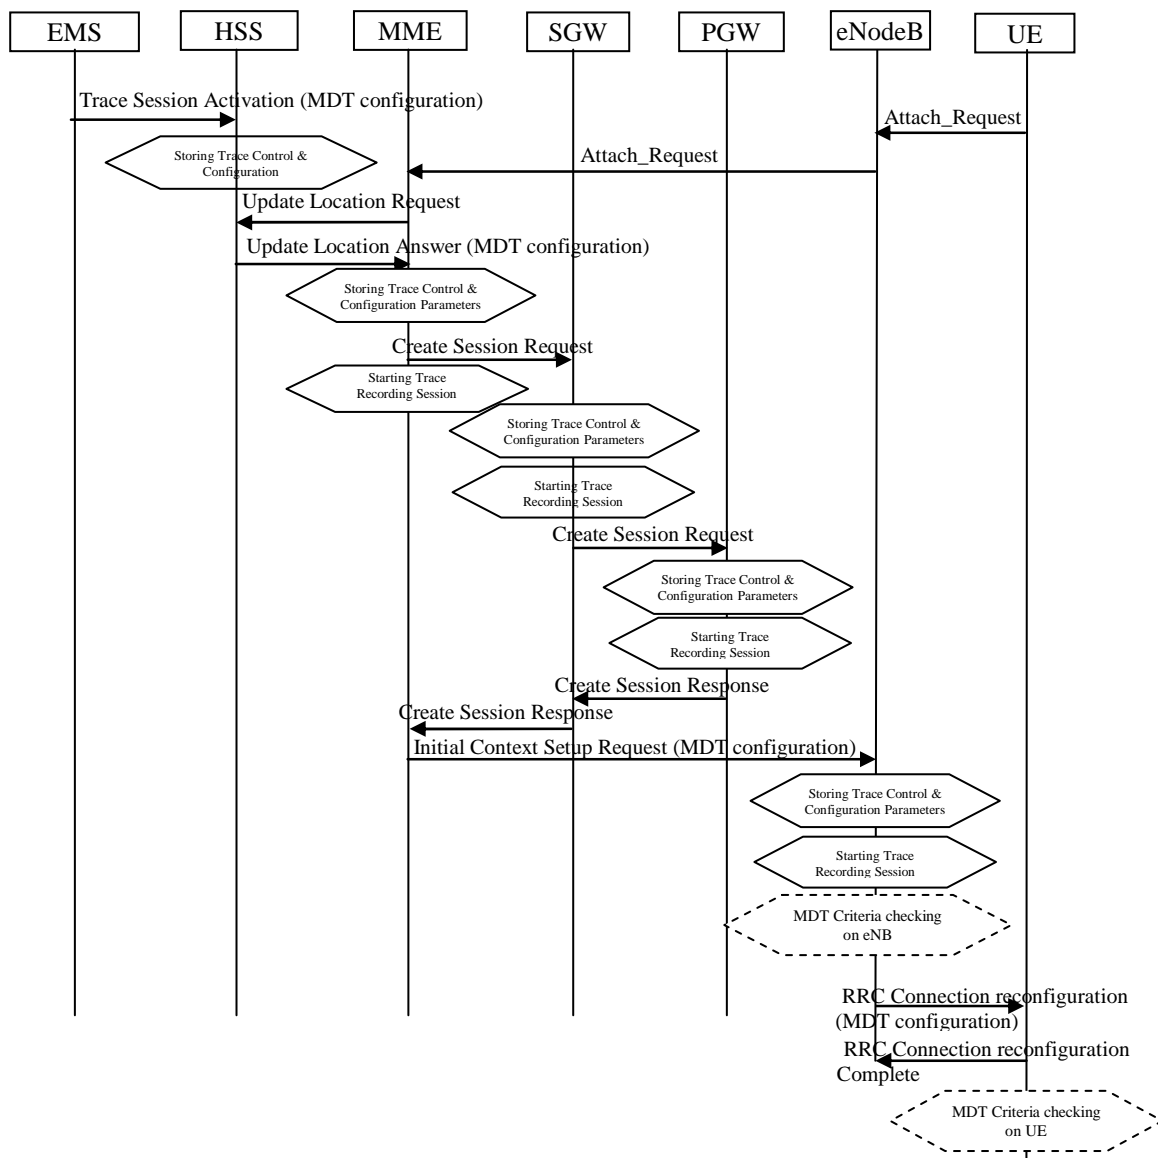 EMS
HSS
MME
SGW
PGW
eNodeB
UE
Trace Session Activation (MDT configuration)
Attach_Request
Storing Trace Control &
Configuration
Attach_Request
Update Location Request
Update Location Answer (MDT configuration)
Storing Trace Control &
Configuration Parameters
Create Session Request
Starting Trace
Recording Session
Storing Trace Control &
Configuration Parameters
Starting Trace
Recording Session
Create Session Request
Storing Trace Control &
Configuration Parameters
Starting Trace
Recording Session
Create Session Response
Create Session Response
Initial Context Setup Request (MDT configuration)
Storing Trace Control &
Configuration Parameters
Starting Trace
Recording Session
MDT Criteria checking
on eNB
RRC Connection reconfiguration
(MDT configuration)
RRC Connection reconfiguration
Complete
MDT Criteria checking
on UE